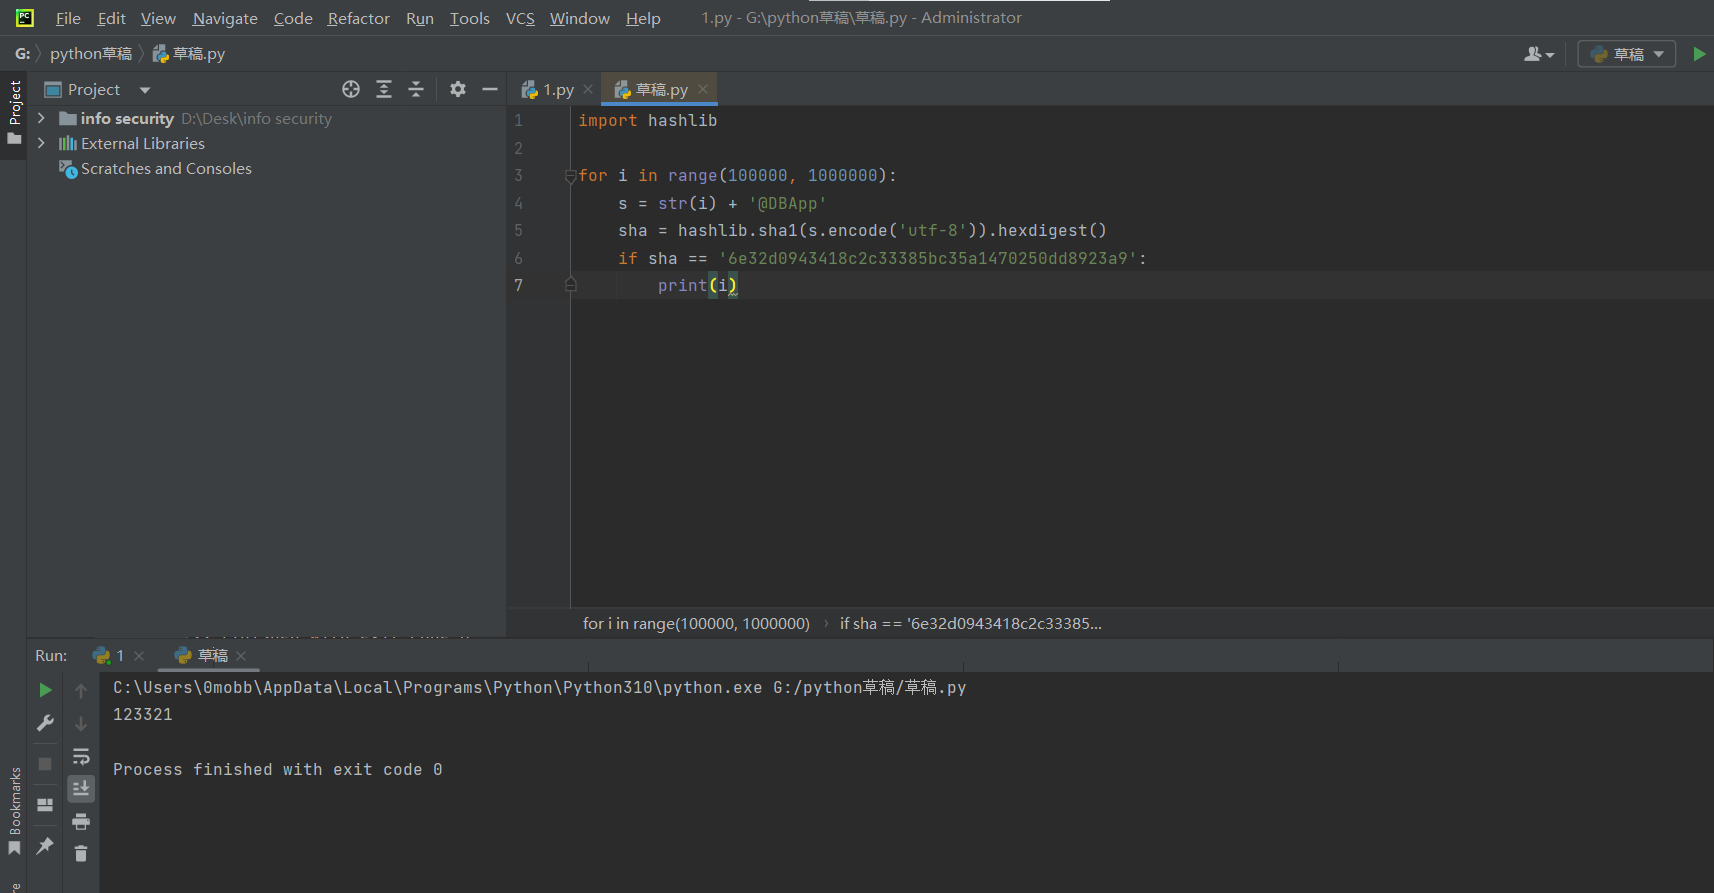 PC
File Edit View Navigate Code Refactor Run Tools VCS Window Help 1.py - G:\python草稿\草稿.py - Administrator
G: python草稿 草稿.py
草稿
Project
Project
1.py
草稿.py
info security D:\Desk\info security
External Libraries
Scratches and Consoles
1 import hashlib
2
3 for i in range(100000, 1000000):
4 s = str(i) + '@DBApp'
5 sha = hashlib.sha1(s.encode('utf-8')).hexdigest()
6 if sha == '6e32d0943418c2c33385bc35a1470250dd8923a9':
7 print(i)
for i in range(100000, 1000000) › if sha == '6e32d0943418c2c33385...
Run: 1 草稿
C:\Users\0mobb\AppData\Local\Programs\Python\Python310\python.exe G:/python草稿/草稿.py
123321
Process finished with exit code 0
Bookmarks